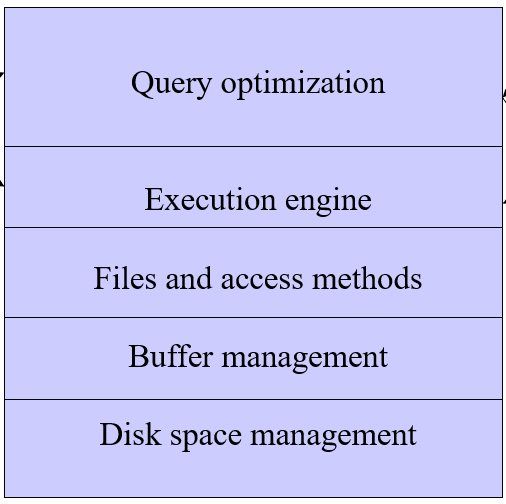 Query optimization
Execution engine
Files and access methods
Buffer management
Disk space management